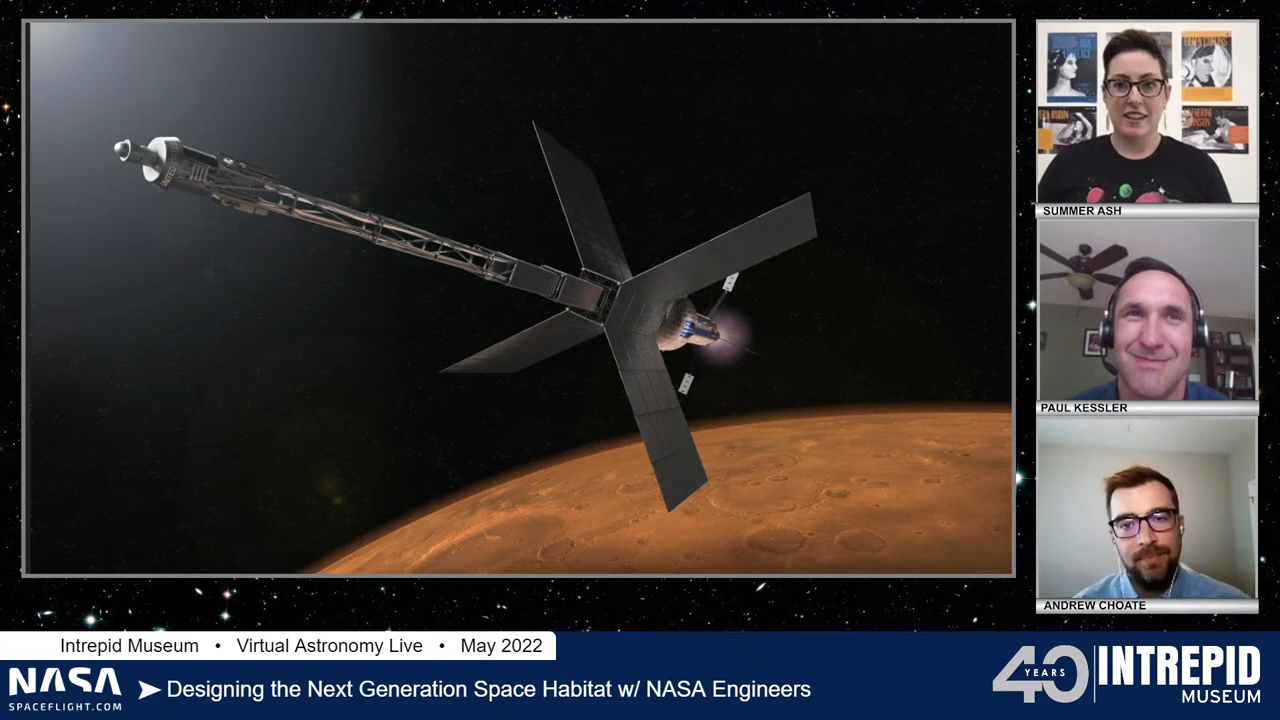 UNITED
SUMMER ASH
PAUL KESSLER
ANDREW CHOATE
Intrepid Museum • Virtual Astronomy Live • May 2022
NASA
SPACEFLIGHT.COM
Designing the Next Generation Space Habitat w/ NASA Engineers
40
YEARS
INTREPID
MUSEUM